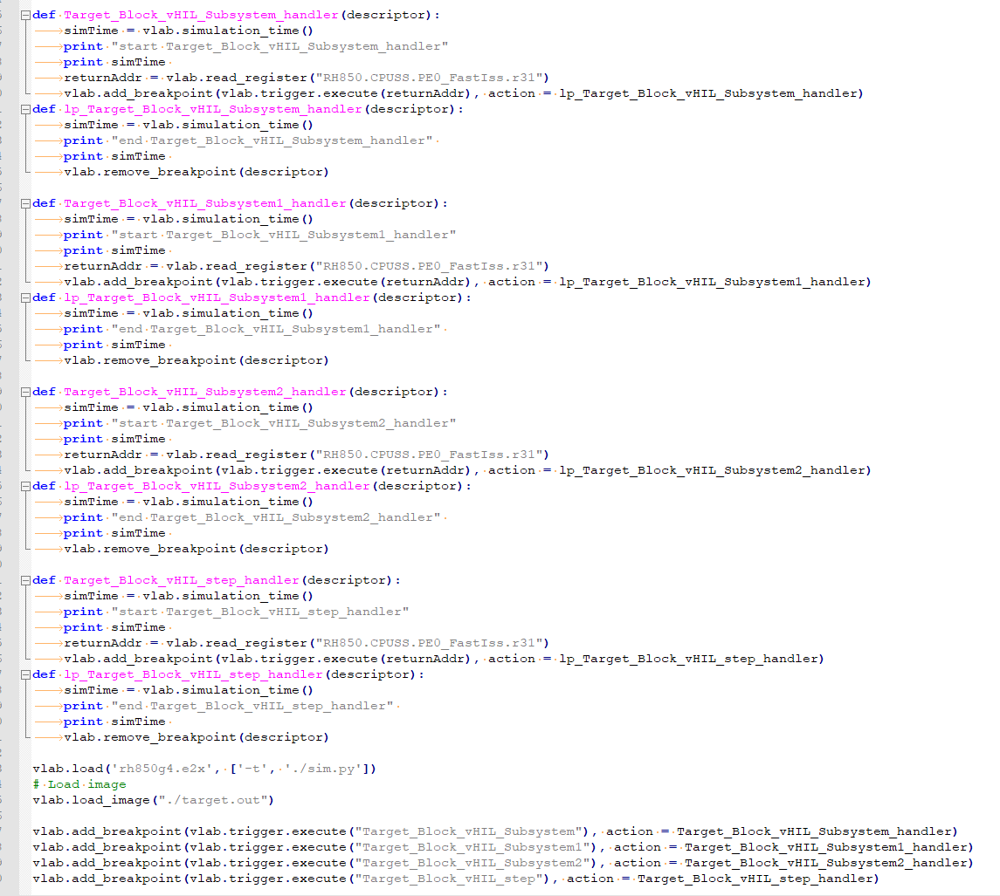 def Target_Block_vHIL_Subsystem_handler(descriptor):
simTime = vlab.simulation_time()
print "start Target_Block_vHIL_Subsystem_handler"
print simTime
returnAddr = vlab.read_register("RH850.CPUSS.PE0_FastIss.r31")
vlab.add_breakpoint(vlab.trigger.execute(returnAddr), action = lp_Target_Block_vHIL_Subsystem_handler)
def lp_Target_Block_vHIL_Subsystem_handler(descriptor):
simTime = vlab.simulation_time()
print "end Target_Block_vHIL_Subsystem_handler"
print simTime
vlab.remove_breakpoint(descriptor)
def Target_Block_vHIL_Subsystem1_handler(descriptor):
simTime = vlab.simulation_time()
print "start Target_Block_vHIL_Subsystem1_handler"
print simTime
returnAddr = vlab.read_register("RH850.CPUSS.PE0_FastIss.r31")
vlab.add_breakpoint(vlab.trigger.execute(returnAddr), action = lp_Target_Block_vHIL_Subsystem1_handler)
def lp_Target_Block_vHIL_Subsystem1_handler(descriptor):
simTime = vlab.simulation_time()
print "end Target_Block_vHIL_Subsystem1_handler"
print simTime
vlab.remove_breakpoint(descriptor)
def Target_Block_vHIL_Subsystem2_handler(descriptor):
simTime = vlab.simulation_time()
print "start Target_Block_vHIL_Subsystem2_handler"
print simTime
returnAddr = vlab.read_register("RH850.CPUSS.PE0_FastIss.r31")
vlab.add_breakpoint(vlab.trigger.execute(returnAddr), action = lp_Target_Block_vHIL_Subsystem2_handler)
def lp_Target_Block_vHIL_Subsystem2_handler(descriptor):
simTime = vlab.simulation_time()
print "end Target_Block_vHIL_Subsystem2_handler"
print simTime
vlab.remove_breakpoint(descriptor)
def Target_Block_vHIL_step_handler(descriptor):
simTime = vlab.simulation_time()
print "start Target_Block_vHIL_step_handler"
print simTime
returnAddr = vlab.read_register("RH850.CPUSS.PE0_FastIss.r31")
vlab.add_breakpoint(vlab.trigger.execute(returnAddr), action = lp_Target_Block_vHIL_step_handler)
def lp_Target_Block_vHIL_step_handler(descriptor):
simTime = vlab.simulation_time()
print "end Target_Block_vHIL_step_handler"
print simTime
vlab.remove_breakpoint(descriptor)
vlab.load('rh850g4.e2x', ['-t', './sim.py'])
# Load image
vlab.load_image("./target.out")
vlab.add_breakpoint(vlab.trigger.execute("Target_Block_vHIL_Subsystem"), action = Target_Block_vHIL_Subsystem_handler)
vlab.add_breakpoint(vlab.trigger.execute("Target_Block_vHIL_Subsystem1"), action = Target_Block_vHIL_Subsystem1_handler)
vlab.add_breakpoint(vlab.trigger.execute("Target_Block_vHIL_Subsystem2"), action = Target_Block_vHIL_Subsystem2_handler)
vlab.add_breakpoint(vlab.trigger.execute("Target_Block_vHIL_step"), action = Target_Block_vHIL_step_handler)